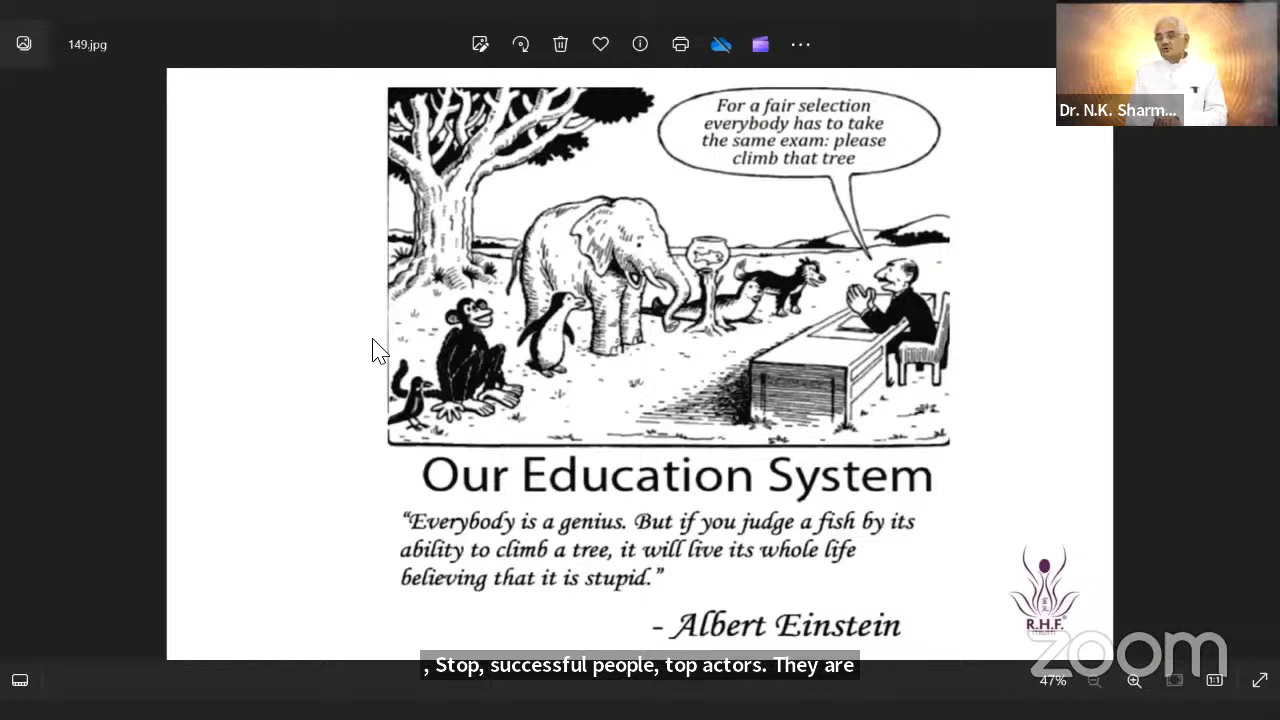 149.jpg
Dr. N.K. Sharm...
For a fair selection
everybody has to take
the same exam: please
climb that tree
Our Education System
“Everybody is a genius. But if you judge a fish by its
ability to climb a tree, it will live its whole life
believing that it is stupid.”
- Albert Einstein
R.H.F.
zoom
, Stop, successful people, top actors. They are
47%
1:1